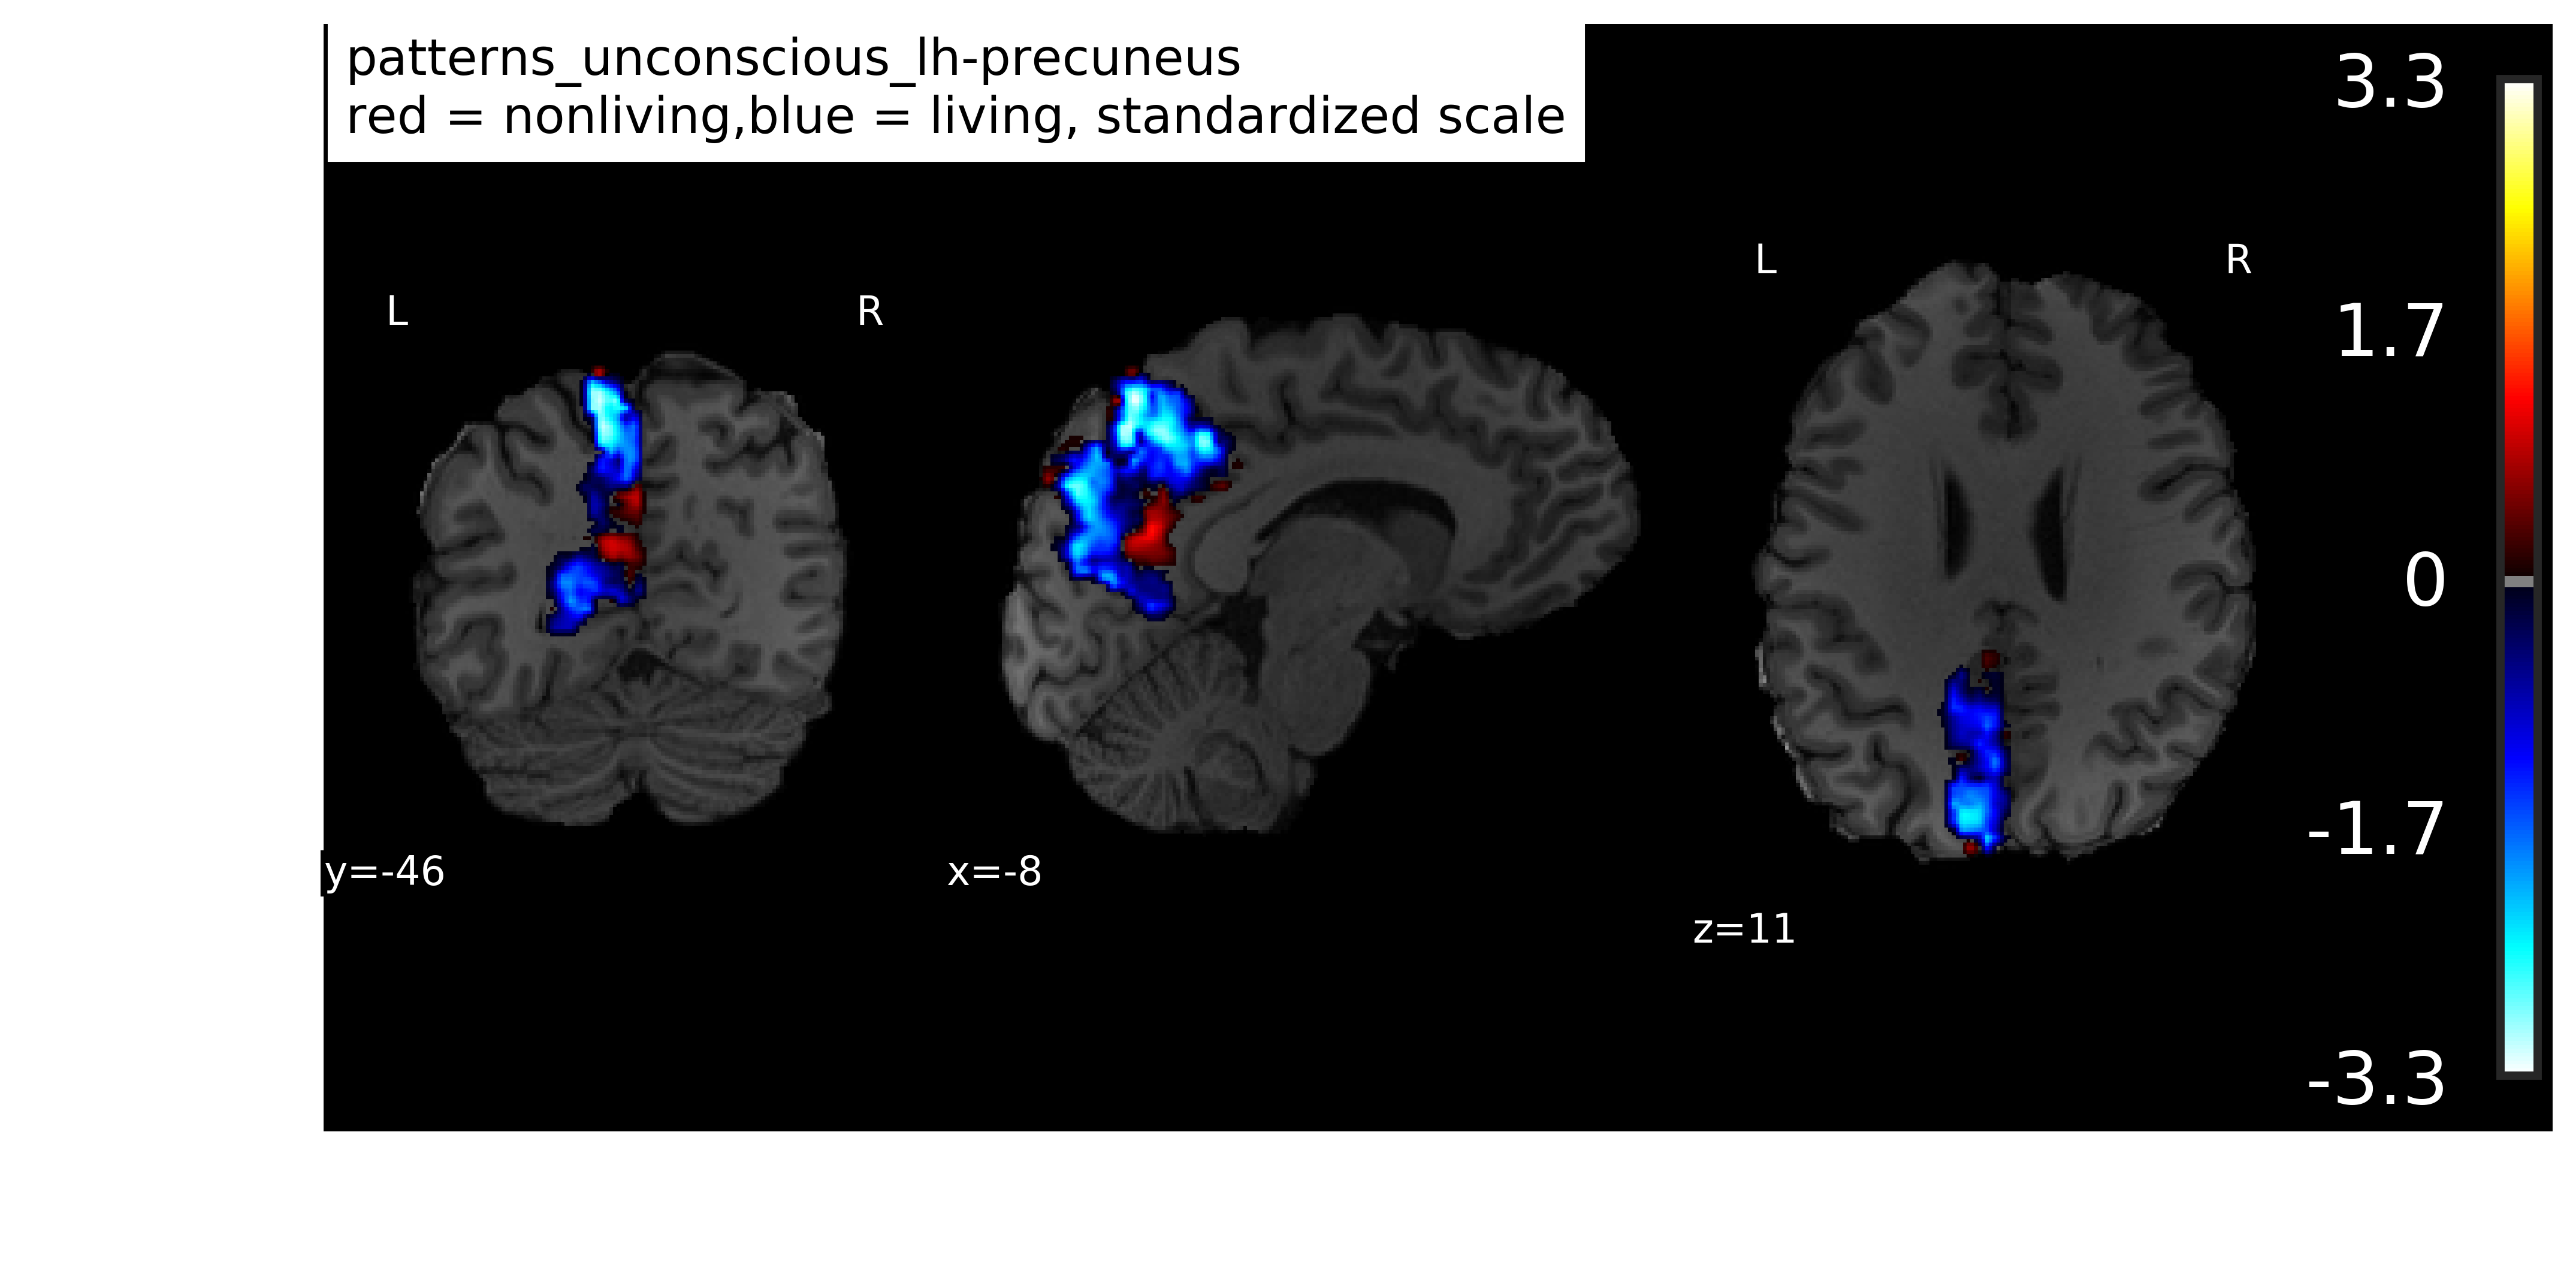 patterns_unconscious_lh-precuneus
red = nonliving,blue = living, standardized scale
L R
y=-46
x=-8
L R
z=11
3.3
1.7
0
-1.7
-3.3